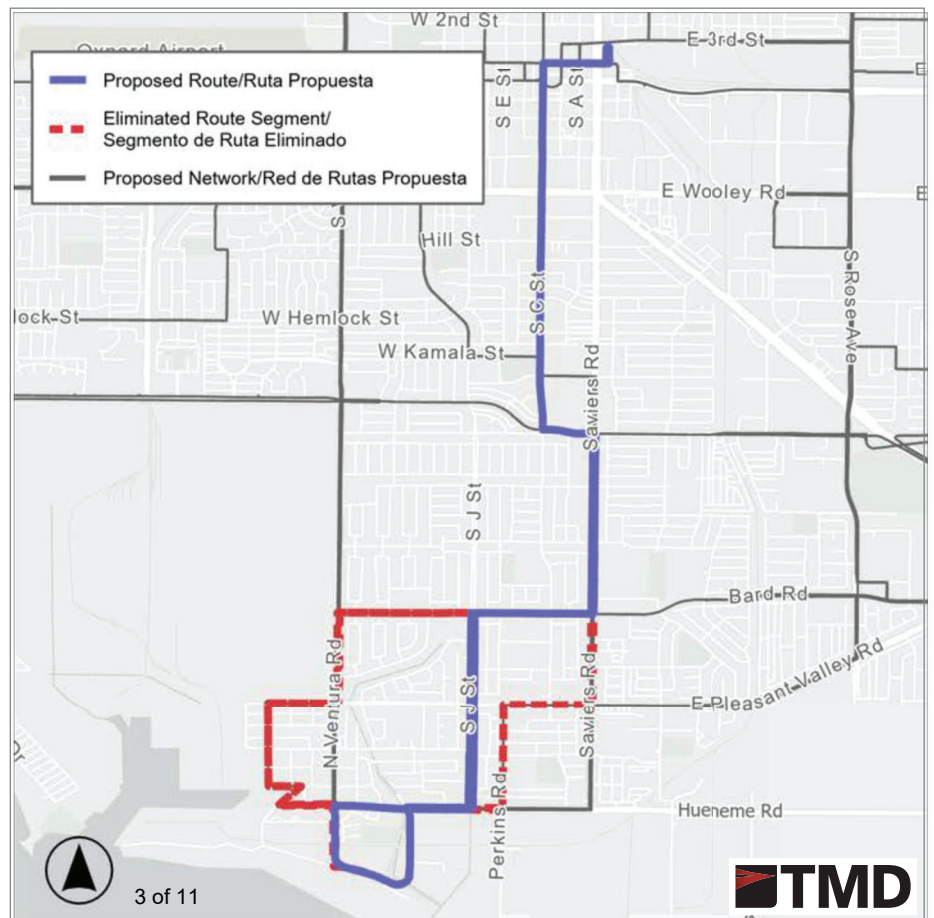 W 2nd St
E 3rd St
Oxnard Airport
Proposed Route/Ruta Propuesta
Eliminated Route Segment/
Segmento de Ruta Eliminado
Proposed Network/Red de Rutas Propuesta
S E St
S A St
E
E Wooley Rd
E
S
Hill St
S C St
S Rose Ave
lock St
W Hemlock St
W Kamala St
Saviers Rd
S J St
Bard Rd
N Ventura Rd
S J St
Saviers Rd
E Pleasant Valley Rd
Dr
Perkins Rd
Hueneme Rd
3 of 11
TMD